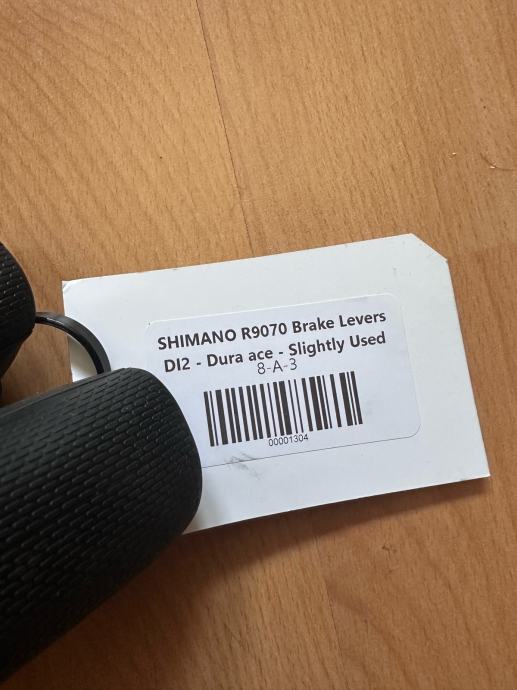 SHIMANO R9070 Brake Levers
DI2 - Dura ace - Slightly Used
8-A-3
00001304